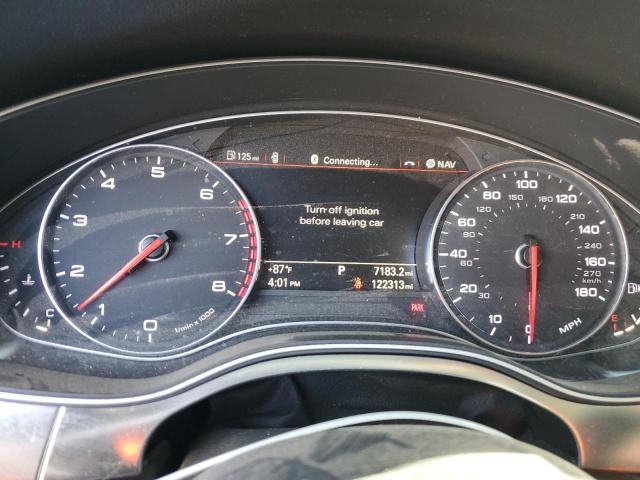 125 mi Connecting... NAV
Turn off ignition
before leaving car
+87°F P 7183.2 mi
4:01 PM 122313 mi
PARK
H
C
0 1 2 3 4 5 6 7 8
1/min x 1000
0 10 20 40 60 80 100 120 140 160 180
30 60 90 120 150 180 210 240 270
km/h
MPH
E